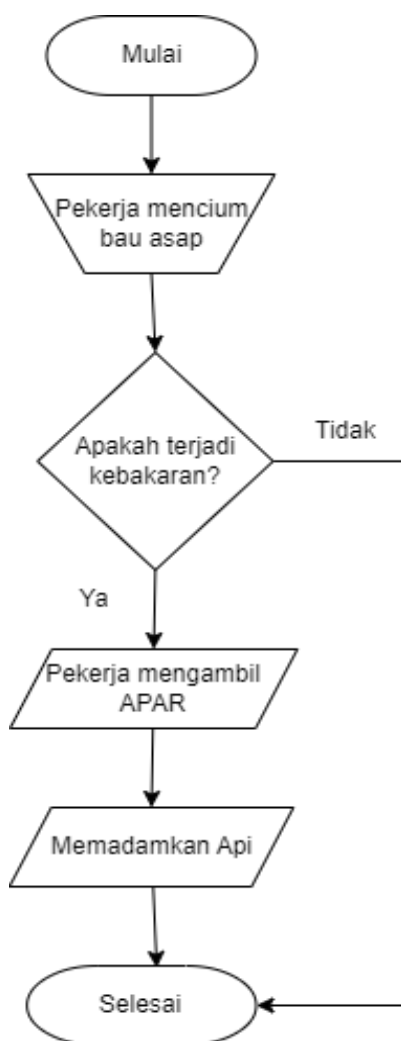 Mulai
Pekerja mencium
bau asap
Apakah terjadi
kebakaran?
Tidak
Ya
Pekerja mengambil
APAR
Memadamkan Api
Selesai